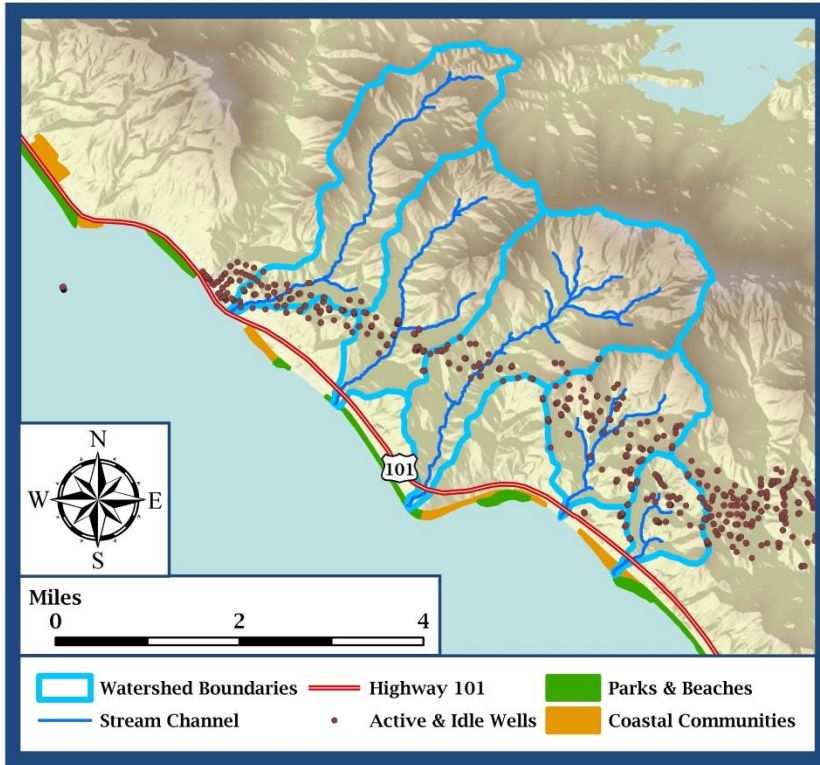 101
N
W E
S
Miles
0 2 4
Watershed Boundaries Highway 101 Parks & Beaches
Stream Channel Active & Idle Wells Coastal Communities